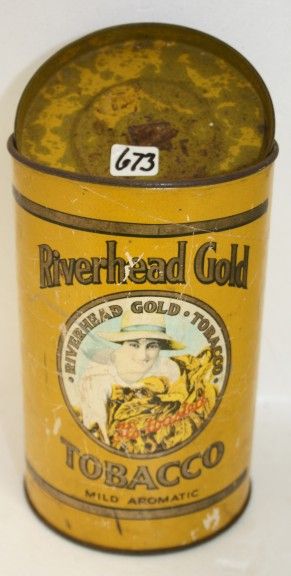 673
Riverhead Gold
RIVERHEAD GOLD · TOBACCO
TOBACCO
MILD AROMATIC